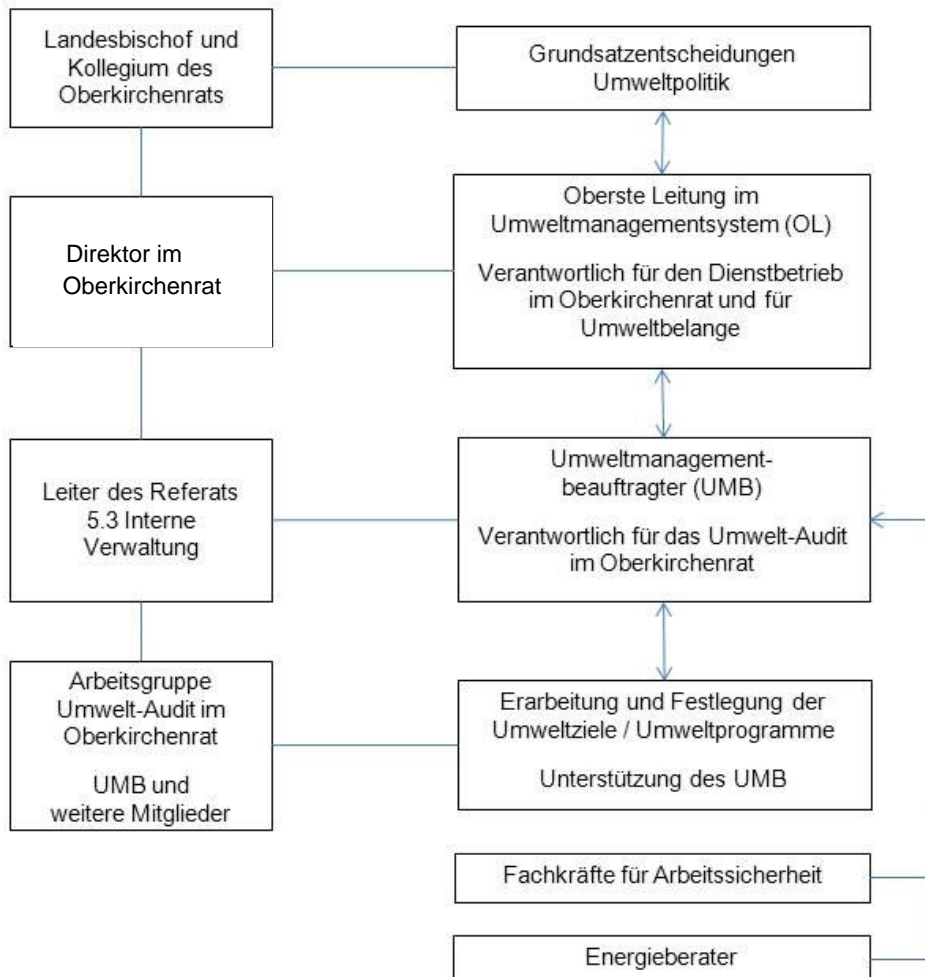 Landesbischof und
Kollegium des
Oberkirchenrats
Grundsatzentscheidungen
Umweltpolitik
Direktor im
Oberkirchenrat
Oberste Leitung im
Umweltmanagementsystem (OL)
Verantwortlich für den Dienstbetrieb
im Oberkirchenrat und für
Umweltbelange
Leiter des Referats
5.3 Interne
Verwaltung
Umweltmanagement-
beauftragter (UMB)
Verantwortlich für das Umwelt-Audit
im Oberkirchenrat
Arbeitsgruppe
Umwelt-Audit im
Oberkirchenrat
UMB und
weitere Mitglieder
Erarbeitung und Festlegung der
Umweltziele / Umweltprogramme
Unterstützung des UMB
Fachkräfte für Arbeitssicherheit
Energieberater